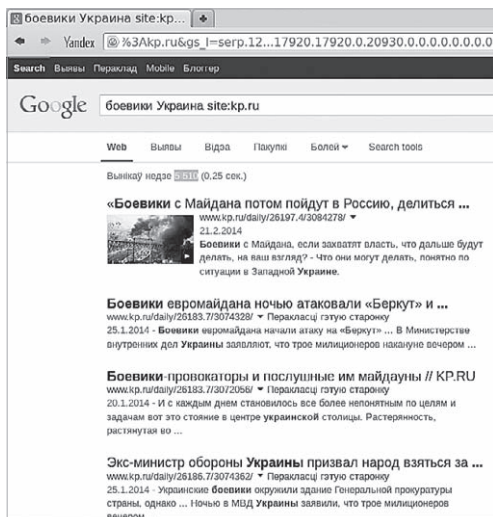 боевики Украина site:кр...
Yandex %3Akp.ru&gs_l=serp.12...17920.17920.0.20930.0.0.0.0.0.0.0.0
Search Выявы Пераклад Mobile Блоггер
Google боевики Украина site:kp.ru
Web Выявы Відэа Пакупкі Болей Search tools
Вынікаў недзе 5 510 (0,25 сек.)
«Боевики с Майдана потом пойдут в Россию, делиться ...
www.kp.ru/daily/26197.4/3084278/
21.2.2014
Боевики с Майдана, если захватят власть, что дальше будут
делать, на ваш взгляд? - Что они могут делать, понятно по
ситуации в Западной Украине.
Боевики евромайдана ночью атаковали «Беркут» и ...
www.kp.ru/daily/26183.7/3074328/ Перакласці гэтую старонку
25.1.2014 - Боевики евромайдана начали атаку на «Беркут» ... В Министерстве
внутренних дел Украины заявляют, что трое милиционеров накануне вечером ...
Боевики-провокаторы и послушные им майдауны // KP.RU
www.kp.ru/daily/26183.7/3072056/ Перакласці гэтую старонку
20.1.2014 - И с каждым днем становилось все более непонятным по целям и
задачам вот это стояние в центре украинской столицы. Растерянность,
растянутая во ...
Экс-министр обороны Украины призвал народ взяться за ...
www.kp.ru/daily/26186.7/3074362/ Перакласці гэтую старонку
25.1.2014 - Украинские боевики окружили здание Генеральной прокуратуры
страны, однако ... Ночью в МВД Украины заявили, что трое милиционеров
вечером